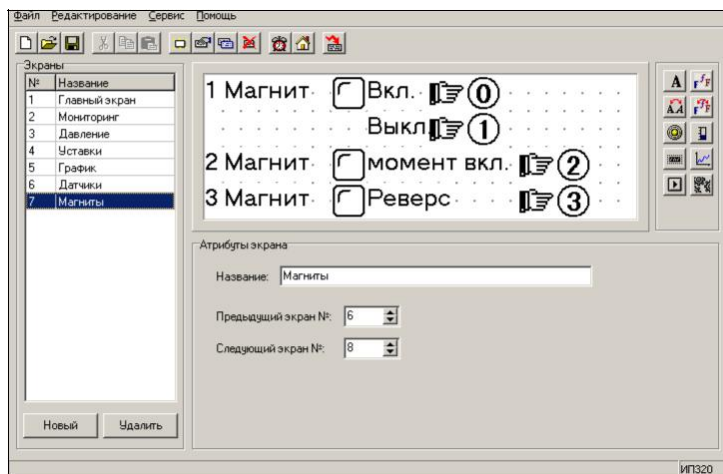 Файл Редактирование Сервис Помощь
Экраны
№ Название
1 Главный экран
2 Мониторинг
3 Давление
4 Уставки
5 График
6 Датчики
7 Магниты
Новый Удалить
1 Магнит Вкл. 0
Выкл 1
2 Магнит момент вкл. 2
3 Магнит Реверс 3
Атрибуты экрана
Название: Магниты
Предыдущий экран №: 6
Следующий экран №: 8
ИП320